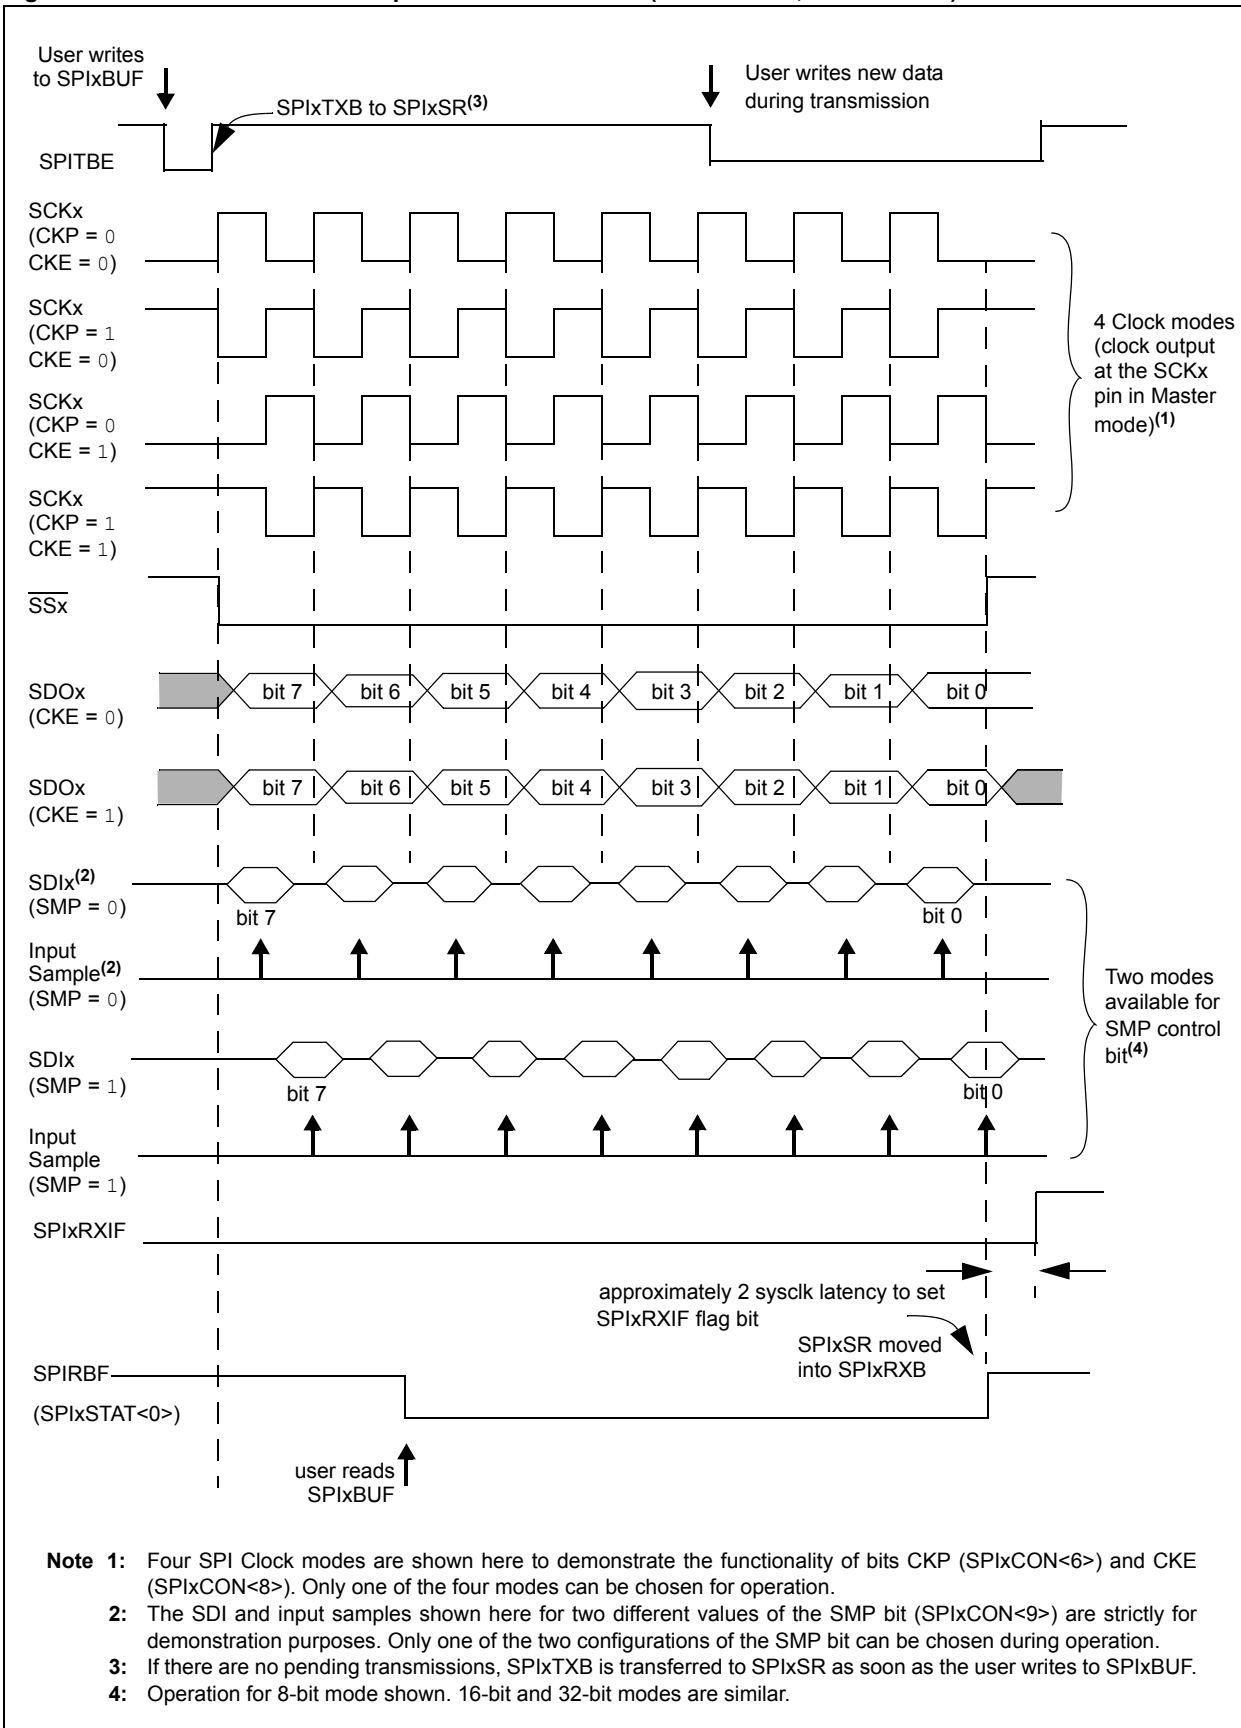 User writes
to SPIxBUF
User writes new data
during transmission
SPIxTXB to SPIxSR(3)
SPITBE
SCKx
(CKP = 0
CKE = 0)
SCKx
(CKP = 1
CKE = 0)
4 Clock modes
(clock output
at the SCKx
pin in Master
mode)(1)
SCKx
(CKP = 0
CKE = 1)
SCKx
(CKP = 1
CKE = 1)
SSx
SDOx
(CKE = 0)
bit 7 bit 6 bit 5 bit 4 bit 3 bit 2 bit 1 bit 0
SDOx
(CKE = 1)
bit 7 bit 6 bit 5 bit 4 bit 3 bit 2 bit 1 bit 0
SDIx(2)
(SMP = 0)
bit 7 bit 0
Input
Sample(2)
(SMP = 0)
Two modes
available for
SMP control
bit(4)
SDIx
(SMP = 1)
bit 7 bit 0
Input
Sample
(SMP = 1)
SPIxRXIF
approximately 2 sysclk latency to set
SPIxRXIF flag bit
SPIxSR moved
into SPIxRXB
SPIRBF
(SPIxSTAT<0>)
user reads
SPIxBUF
Note 1: Four SPI Clock modes are shown here to demonstrate the functionality of bits CKP (SPIxCON<6>) and CKE
(SPIxCON<8>). Only one of the four modes can be chosen for operation.
2: The SDI and input samples shown here for two different values of the SMP bit (SPIxCON<9>) are strictly for
demonstration purposes. Only one of the two configurations of the SMP bit can be chosen during operation.
3: If there are no pending transmissions, SPIxTXB is transferred to SPIxSR as soon as the user writes to SPIxBUF.
4: Operation for 8-bit mode shown. 16-bit and 32-bit modes are similar.